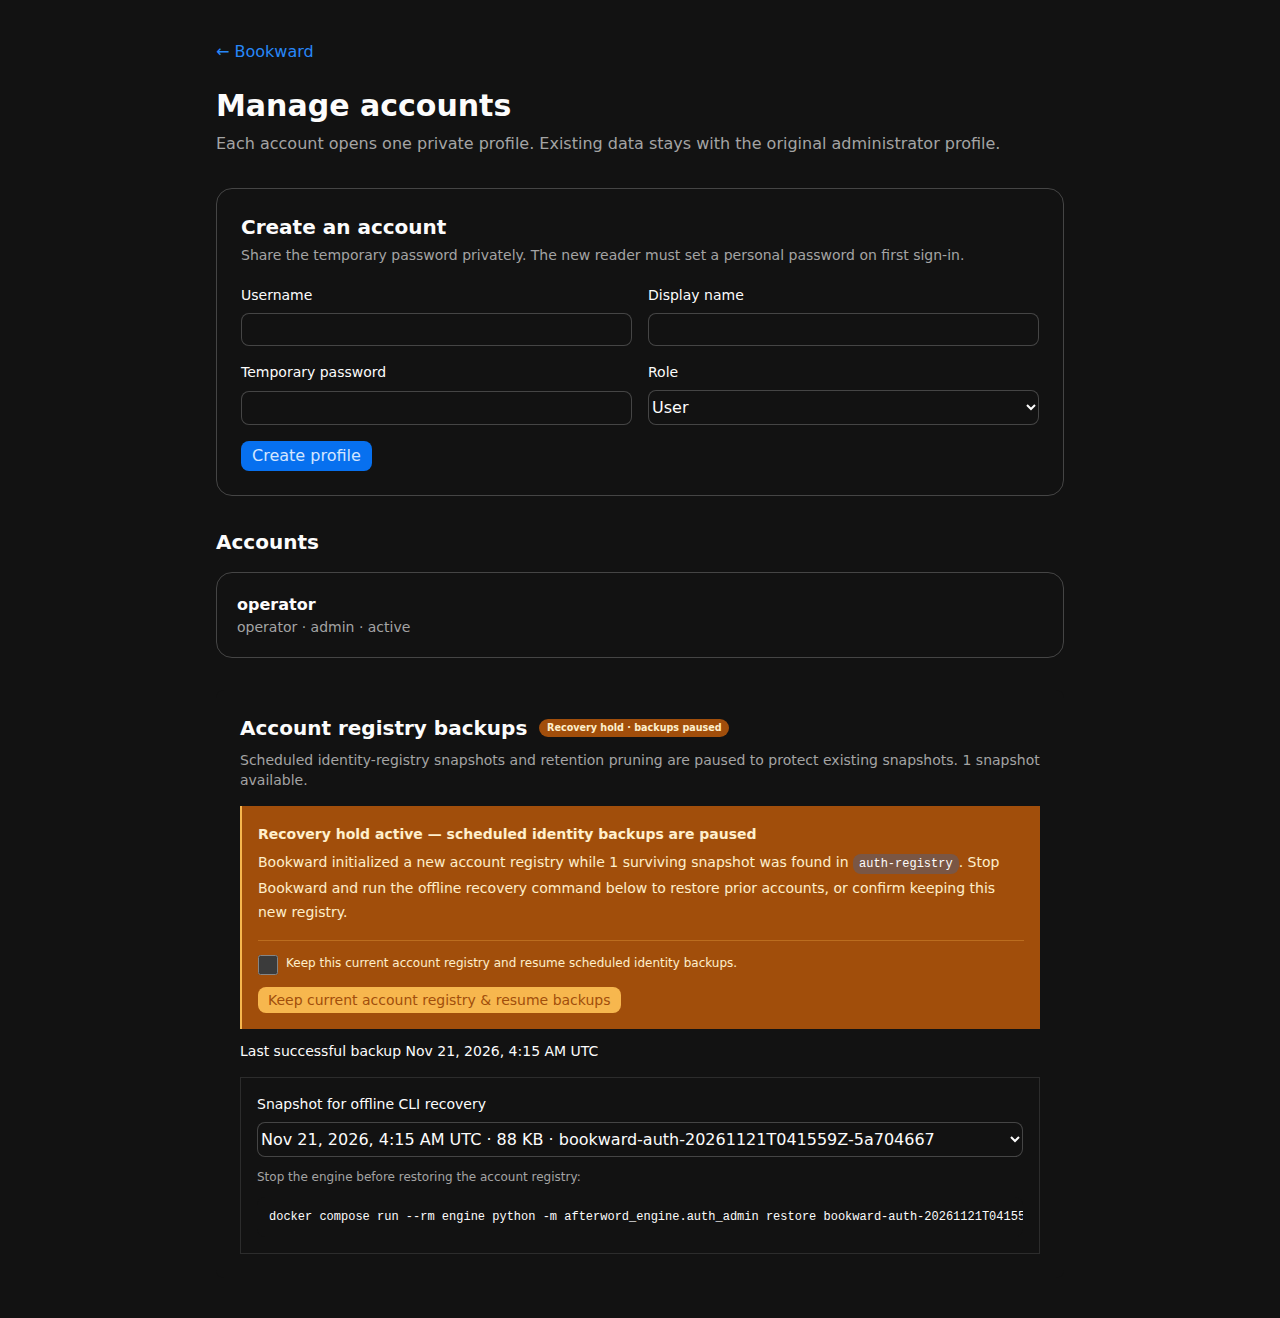 ← Bookward
Manage accounts
Each account opens one private profile. Existing data stays with the original administrator profile.
Create an account
Share the temporary password privately. The new reader must set a personal password on first sign-in.
Username
Display name
Temporary password
Role
User
Create profile
Accounts
operator
operator · admin · active
Account registry backups
Recovery hold · backups paused
Scheduled identity-registry snapshots and retention pruning are paused to protect existing snapshots. 1 snapshot
available.
Recovery hold active — scheduled identity backups are paused
Bookward initialized a new account registry while 1 surviving snapshot was found in auth-registry. Stop
Bookward and run the offline recovery command below to restore prior accounts, or confirm keeping this
new registry.
Keep this current account registry and resume scheduled identity backups.
Keep current account registry & resume backups
Last successful backup Nov 21, 2026, 4:15 AM UTC
Snapshot for offline CLI recovery
Nov 21, 2026, 4:15 AM UTC · 88 KB · bookward-auth-20261121T041559Z-5a704667
Stop the engine before restoring the account registry:
docker compose run --rm engine python -m afterword_engine.auth_admin restore bookward-auth-20261121T04155